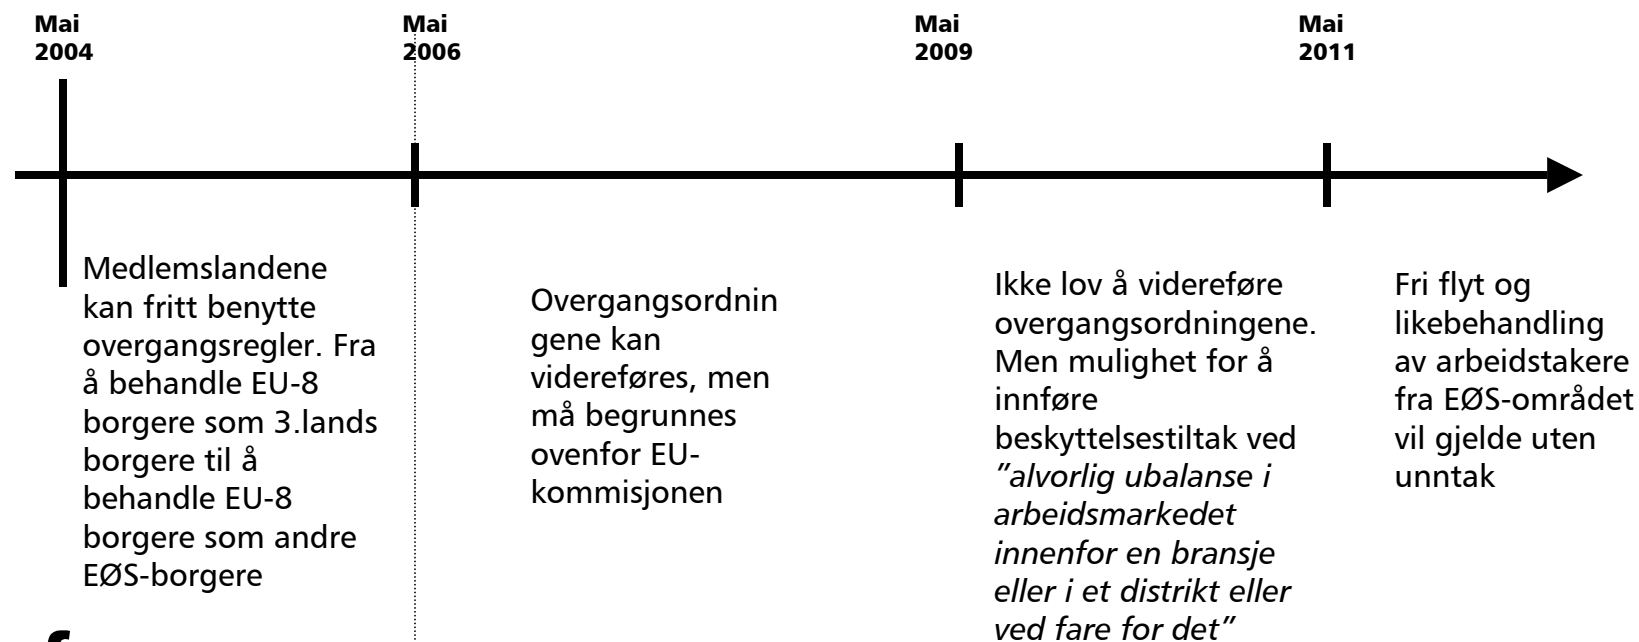 Mai
2004
Mai
2006
Mai
2009
Mai
2011
Medlemslandene
kan fritt benytte
overgangsregler. Fra
å behandle EU-8
borgere som 3.lands
borgere til å
behandle EU-8
borgere som andre
EØS-borgere
Overgangsordnin
gene kan
videreføres, men
må begrunnes
ovenfor EU-
kommisjonen
Ikke lov å videreføre
overgangsordningene.
Men mulighet for å
innføre
beskyttelsestiltak ved
”alvorlig ubalanse i
arbeidsmarkedet
innenfor en bransje
eller i et distrikt eller
ved fare for det”
Fri flyt og
likebehandling
av arbeidstakere
fra EØS-området
vil gjelde uten
unntak